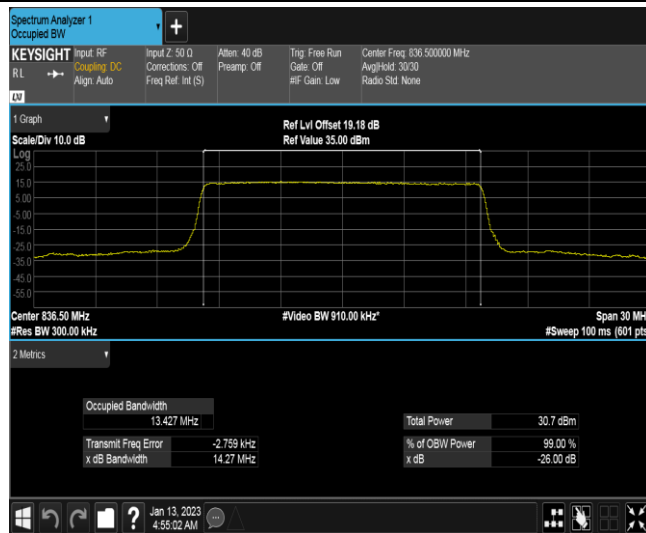 Spectrum Analyzer 1
Occupied BW
KEYSIGHT
RL
Input: RF
Coupling: DC
Align: Auto
Input Z: 50 Ω
Corrections: Off
Freq Ref: Int (S)
Atten: 40 dB
Preamp: Off
Trig: Free Run
Gate: Off
#IF Gain: Low
Center Freq: 836.500000 MHz
Avg|Hold: 30/30
Radio Std: None
1 Graph
Scale/Div 10.0 dB
Ref Lvl Offset 19.18 dB
Ref Value 35.00 dBm
Log
25.0
15.0
5.00
-5.00
-15.0
-25.0
-35.0
-45.0
-55.0
Center 836.50 MHz
#Video BW 910.00 kHz*
Span 30 MH
#Res BW 300.00 kHz
#Sweep 100 ms (601 pts
2 Metrics
Occupied Bandwidth
13.427 MHz
Total Power 30.7 dBm
Transmit Freq Error -2.759 kHz
% of OBW Power 99.00 %
x dB Bandwidth 14.27 MHz
x dB -26.00 dB
?
Jan 13, 2023
4:55:02 AM